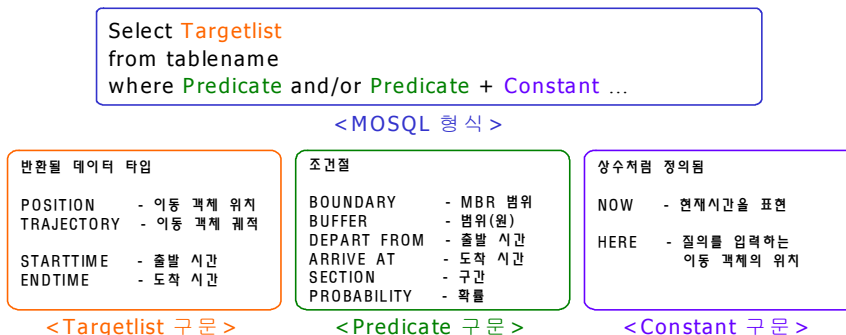 Select Targetlist
from tablename
where Predicate and/or Predicate + Constant ...
<MOSQL 형식>
반환될 데이터 타입
POSITION - 이동 객체 위치
TRAJECTORY - 이동 객체 궤적
STARTTIME - 출발 시간
ENDTIME - 도착 시간
<Targetlist 구문>
조건절
BOUNDARY - MBR 범위
BUFFER - 범위(원)
DEPART FROM - 출발 시간
ARRIVE AT - 도착 시간
SECTION - 구간
PROBABILITY - 확률
<Predicate 구문>
상수처럼 정의됨
NOW - 현재시간을 표현
HERE - 질의를 입력하는
이동 객체의 위치
<Constant 구문>